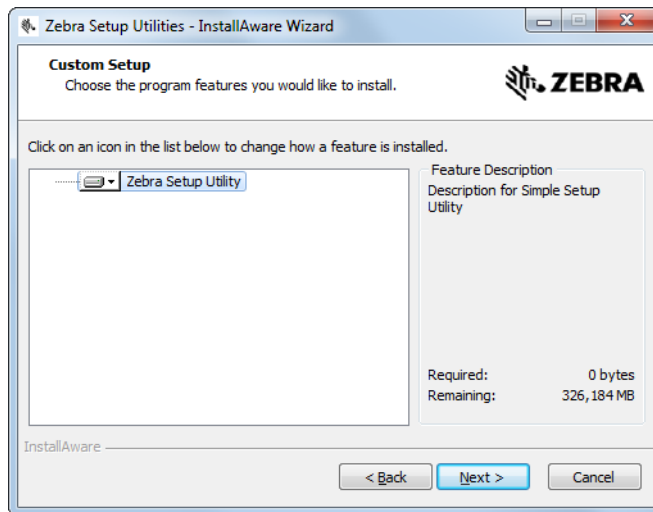 Zebra Setup Utilities - InstallAware Wizard
Custom Setup
Choose the program features you would like to install.
ZEBRA
Click on an icon in the list below to change how a feature is installed.
Zebra Setup Utility
Feature Description
Description for Simple Setup
Utility
Required: 0 bytes
Remaining: 326,184 MB
InstallAware
< Back Next > Cancel